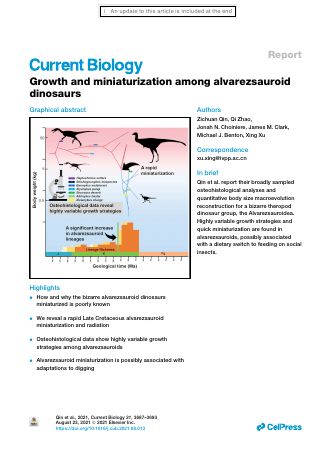 An update to this article is included at the end
Report
Current Biology
Growth and miniaturization among alvarezsauroid
dinosaurs
Graphical abstract
Body weight (kg)
A rapid
miniaturization
Osteohistological data reveal
highly variable growth strategies
A significant increase
in alvarezsauroid
lineages
Lineage Richness
Geological time (Ma)
Authors
Zichuan Qin, Qi Zhao,
Jonah N. Choiniere, James M. Clark,
Michael J. Benton, Xing Xu
Correspondence
xu.xing@ivpp.ac.cn
In brief
Qin et al. report their broadly sampled
osteohistological analyses and
quantitative body size macroevolution
reconstruction for a bizarre theropod
dinosaur group, the Alvarezsauroidea.
Highly variable growth strategies and
quick miniaturization are found in
alvarezsauroids, possibly associated
with a dietary switch to feeding on social
insects.
Highlights
• How and why the bizarre alvarezsauroid dinosaurs
miniaturized is poorly known
• We reveal a rapid Late Cretaceous alvarezsauroid
miniaturization and radiation
• Osteohistological data show highly variable growth
strategies among alvarezsauroids
• Alvarezsauroid miniaturization is possibly associated with
adaptations to digging
Qin et al., 2021, Current Biology 31, 3687–3693
August 23, 2021 © 2021 Elsevier Inc.
https://doi.org/10.1016/j.cub.2021.06.013
CelPress